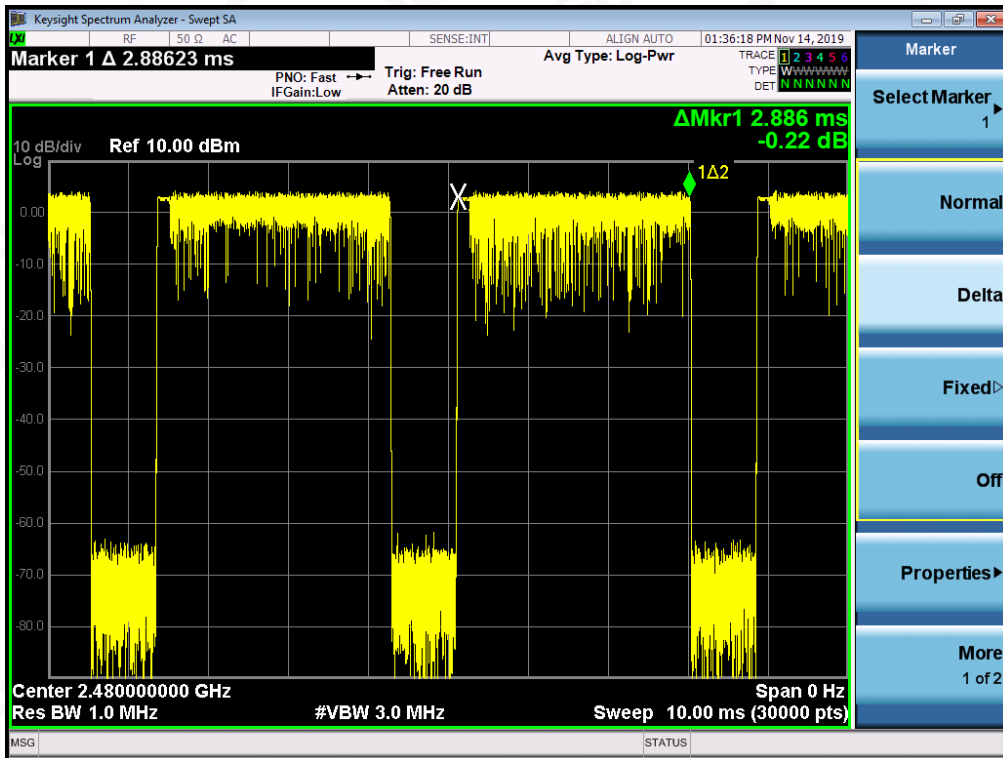 Keysight Spectrum Analyzer - Swept SA
LXI RF 50 Ω AC SENSE:INT ALIGN AUTO 01:36:18 PM Nov 14, 2019
Marker 1 Δ 2.88623 ms
PNO: Fast
IFGain:Low
Trig: Free Run
Atten: 20 dB
Avg Type: Log-Pwr
TRACE 1 2 3 4 5 6
TYPE WWWWWW
DET N N N N N N
ΔMkr1 2.886 ms
-0.22 dB
10 dB/div Ref 10.00 dBm
Log
1Δ2
X
0.00
-10.0
-20.0
-30.0
-40.0
-50.0
-60.0
-70.0
-80.0
Center 2.480000000 GHz
Span 0 Hz
Res BW 1.0 MHz #VBW 3.0 MHz Sweep 10.00 ms (30000 pts)
MSG STATUS
Marker
Select Marker
1
Normal
Delta
Fixed
Off
Properties
More
1 of 2